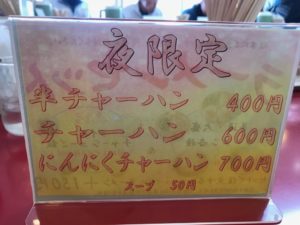 夜限定
半チャーハン 400円
チャーハン 600円
にんにくチャーハン 700円
スープ 50円